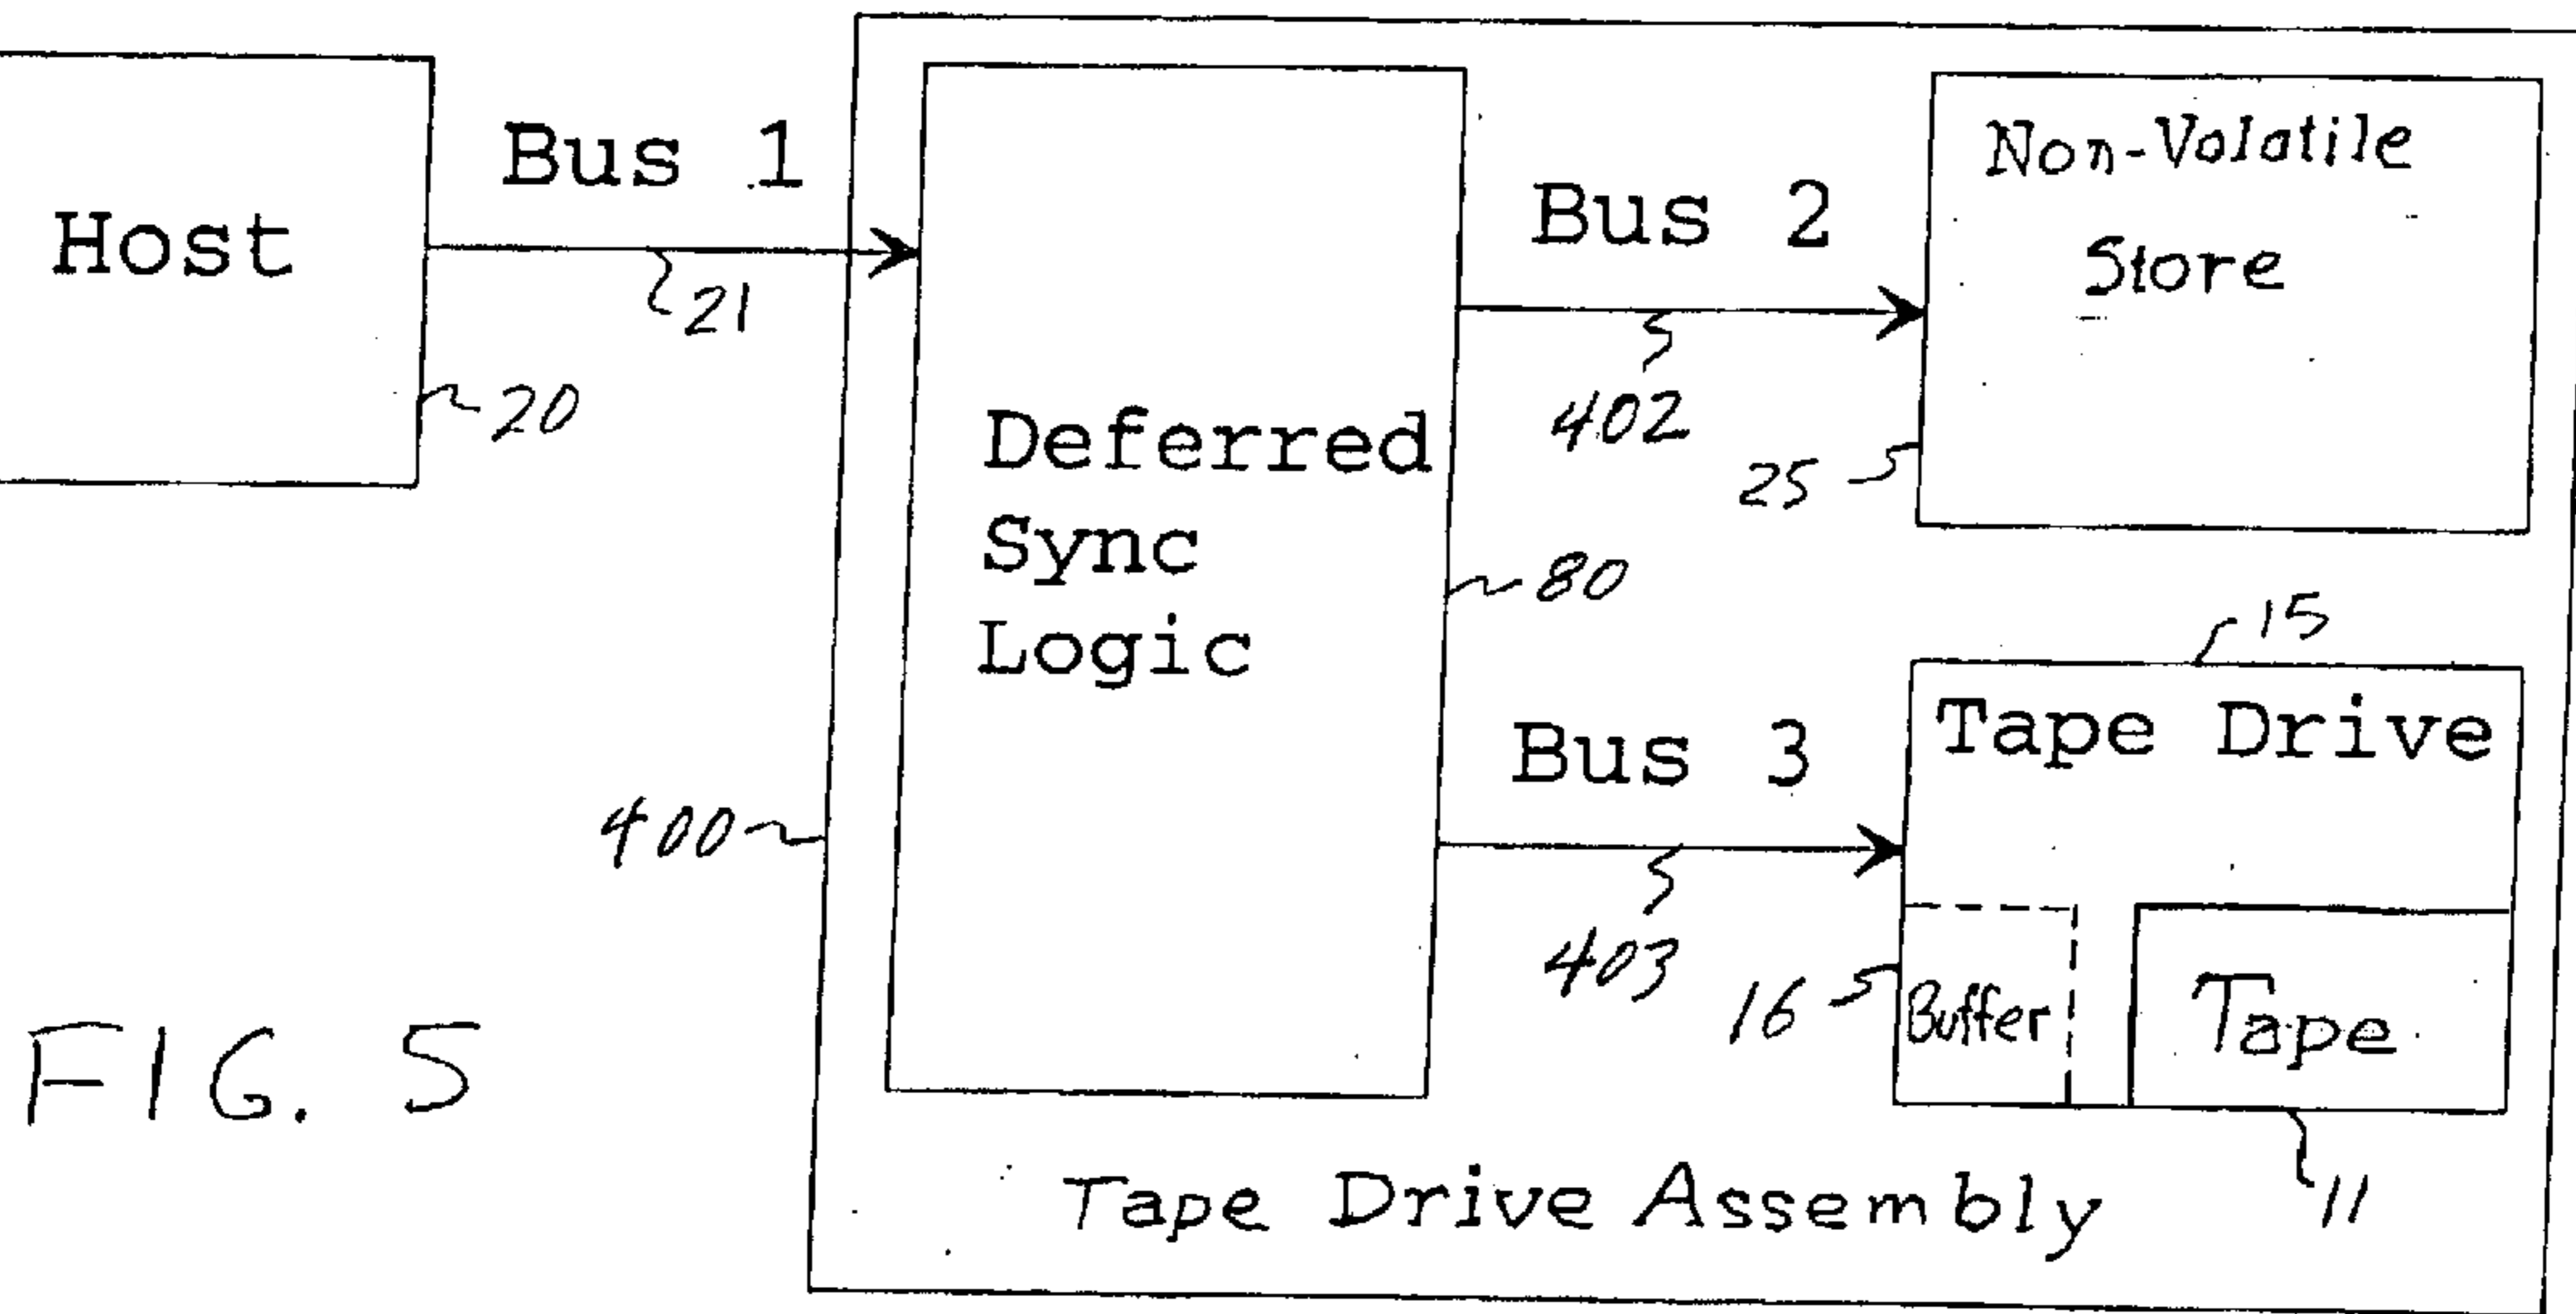 Host
20
Bus 1
21
Deferred
Sync
Logic
80
400
Bus 2
402
Non-Volatile
Store
25
Bus 3
403
15
Tape Drive
16
Buffer
Tape
11
Tape Drive Assembly
FIG. 5